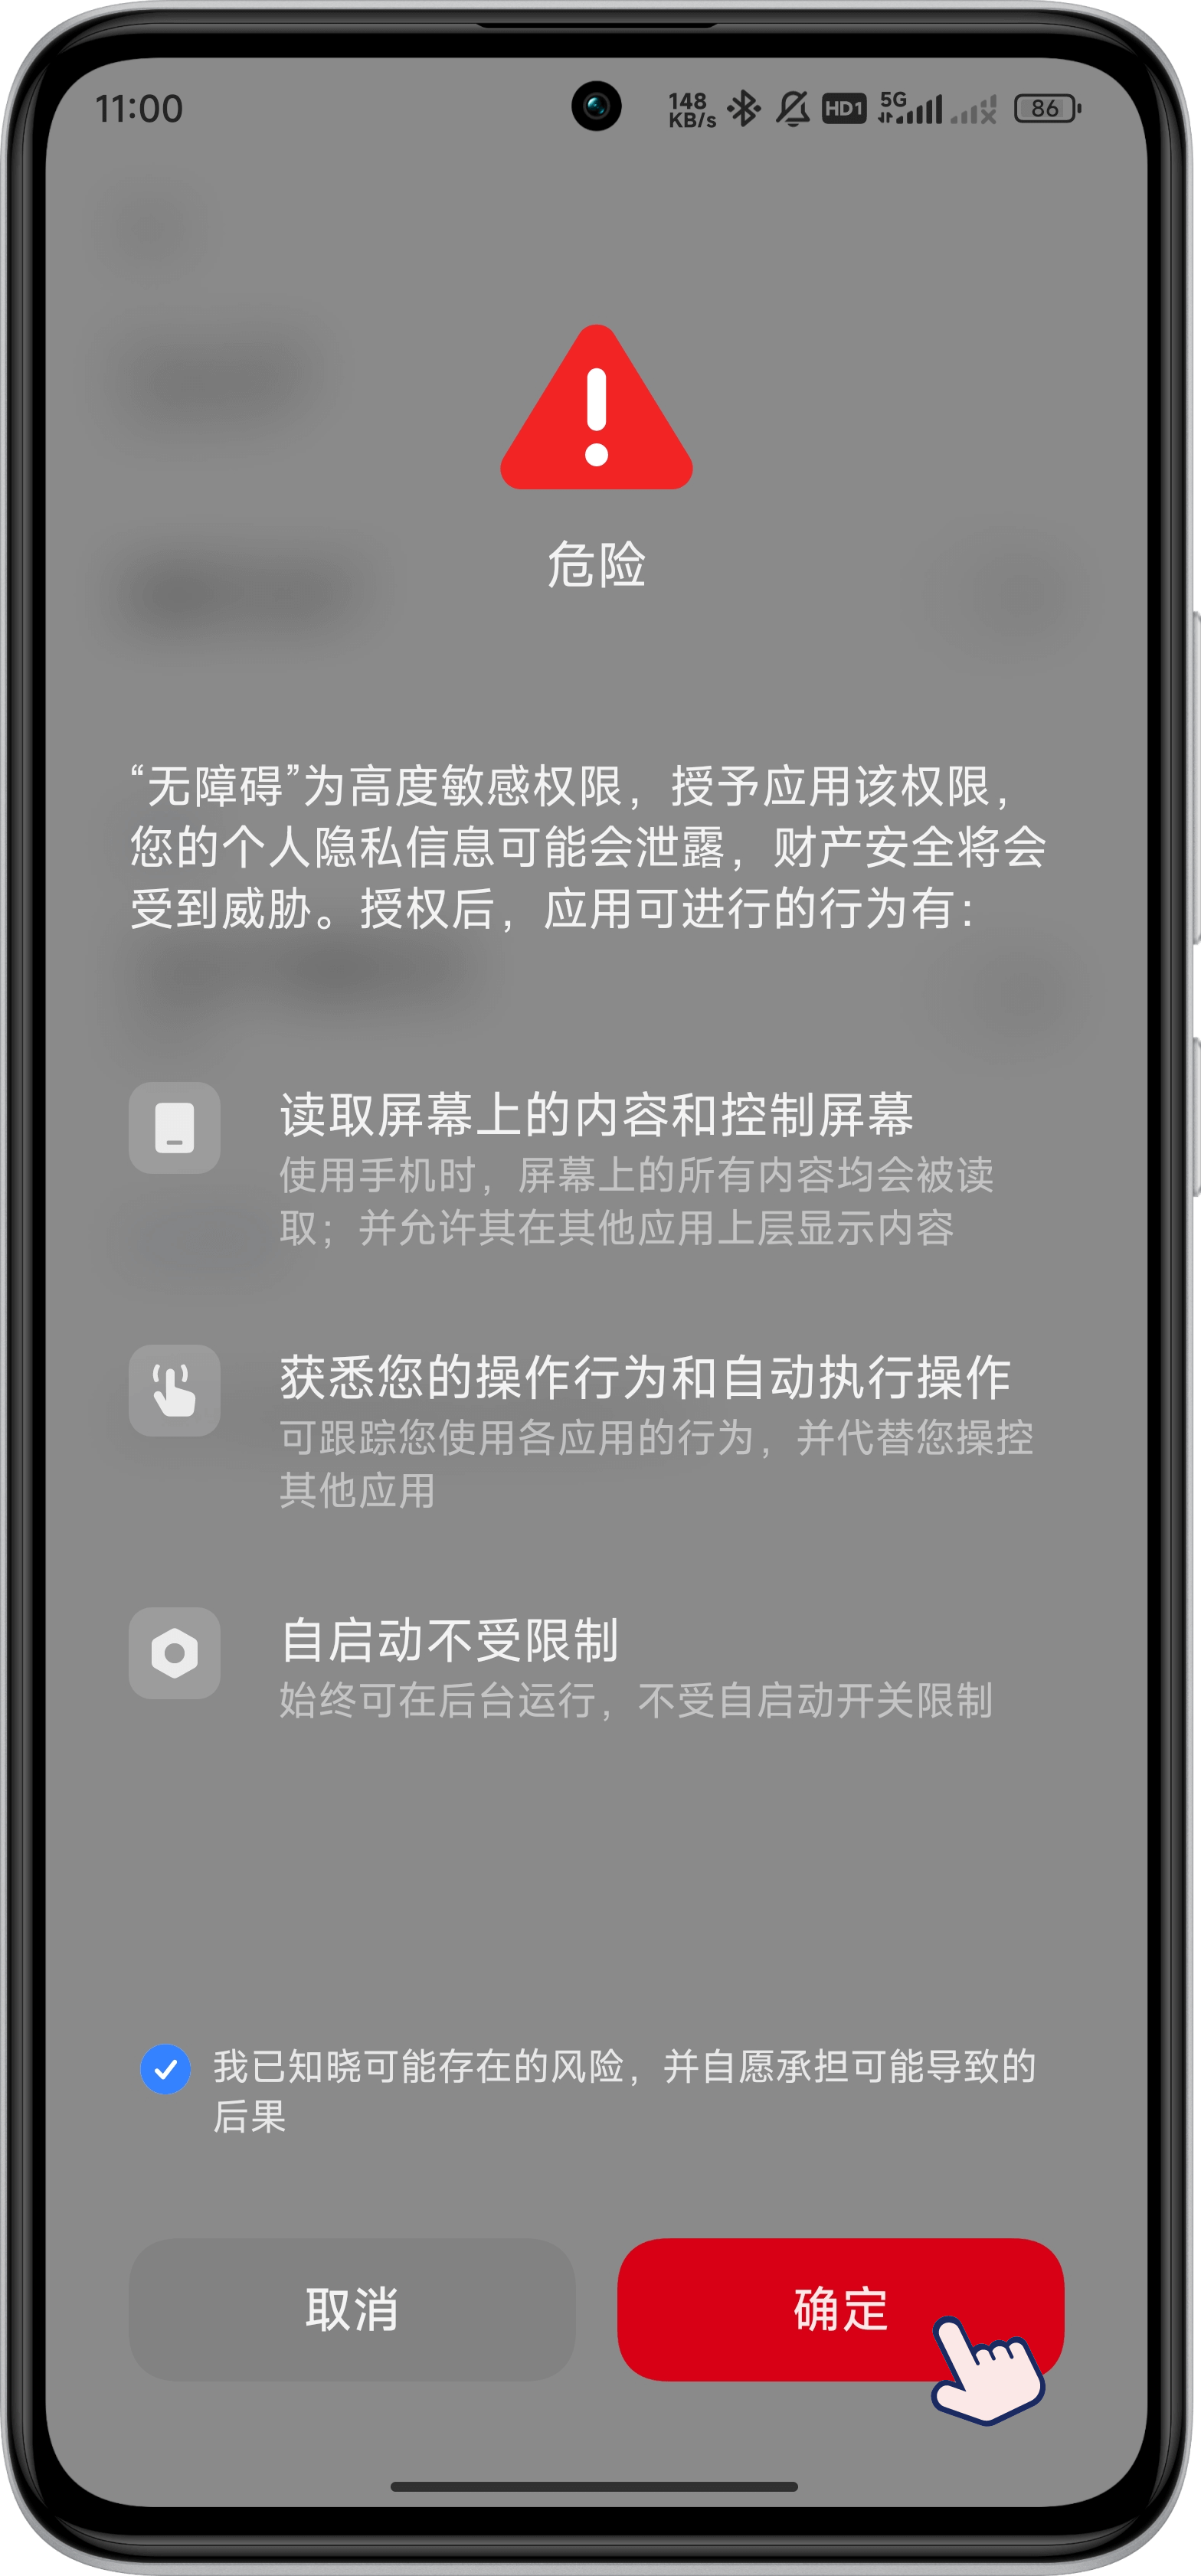 11:00
148
KB/s
HD1
5G
86
危险
“无障碍”为高度敏感权限，授予应用该权限，
您的个人隐私信息可能会泄露，财产安全将会
受到威胁。授权后，应用可进行的行为有：
读取屏幕上的内容和控制屏幕
使用手机时，屏幕上的所有内容均会被读
取；并允许其在其他应用上层显示内容
获悉您的操作行为和自动执行操作
可跟踪您使用各应用的行为，并代替您操控
其他应用
自启动不受限制
始终可在后台运行，不受自启动开关限制
我已知晓可能存在的风险，并自愿承担可能导致的
后果
取消
确定